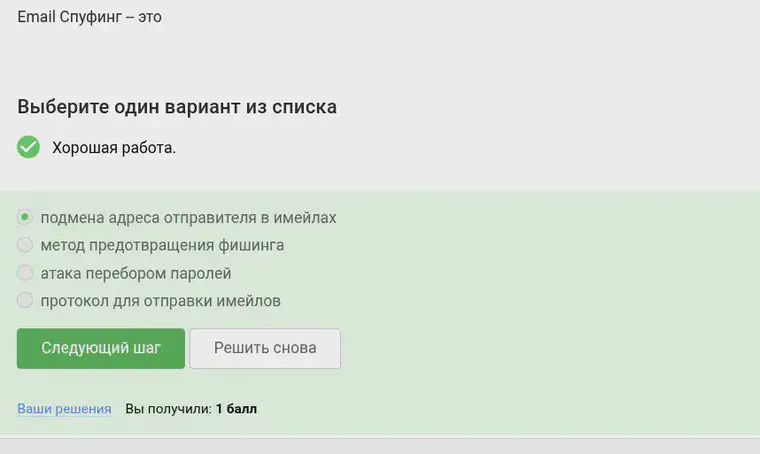 Email Спуфинг – это
Выберите один вариант из списка
Хорошая работа.
подмена адреса отправителя в имейлах
метод предотвращения фишинга
атака перебором паролей
протокол для отправки имейлов
Следующий шаг Решить снова
Ваши решения Вы получили: 1 балл